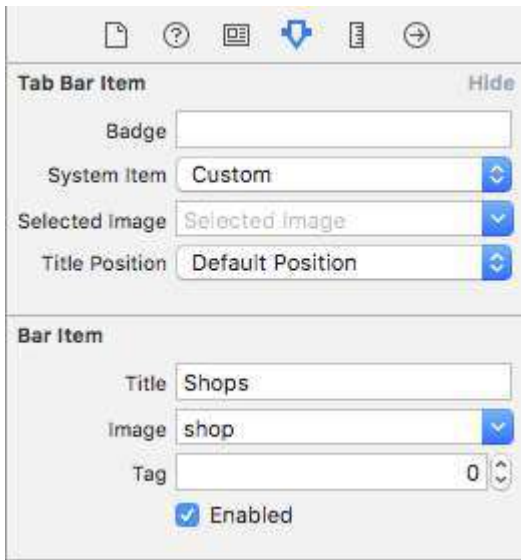 Tab Bar Item Hide
Badge
System Item Custom
Selected Image Selected Image
Title Position Default Position
Bar Item
Title Shops
Image shop
Tag 0
Enabled